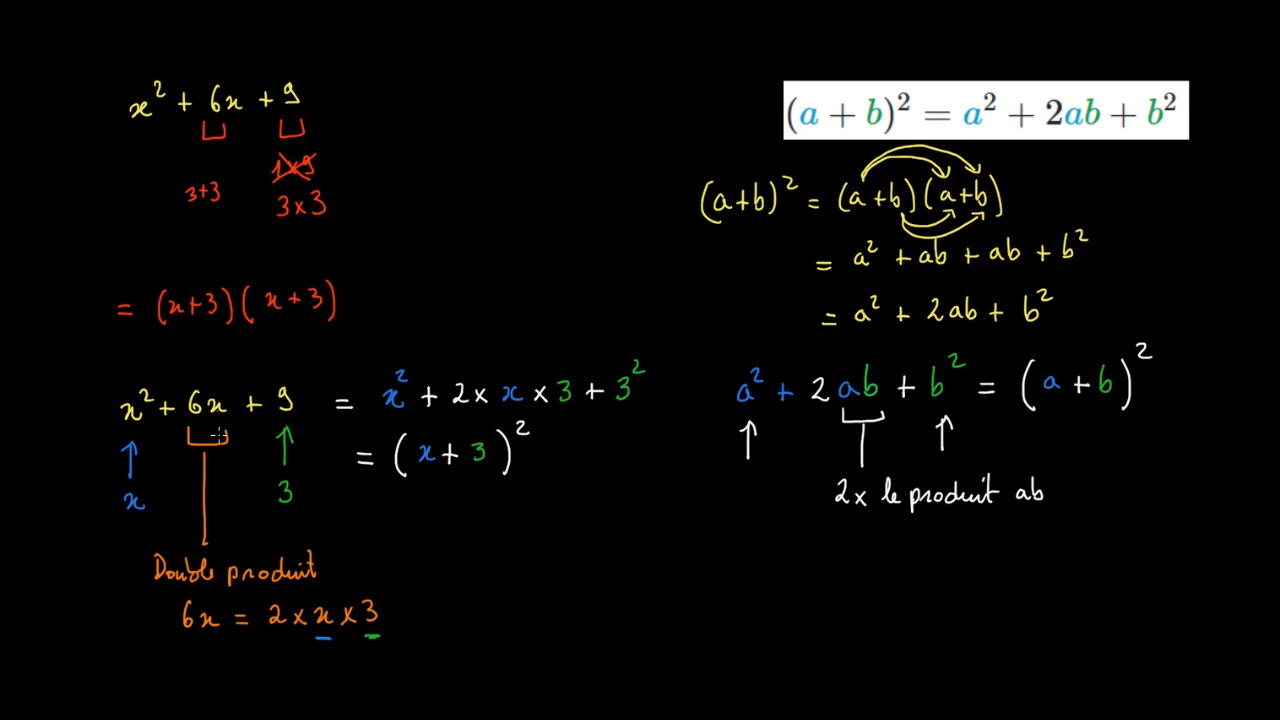 x² + 6x + 9
3+3
1×9
3×3
= (x+3)(x+3)
x² + 6x + 9 = x² + 2 × x × 3 + 3²
= (x + 3)²
x
3
Double produit
6x = 2 × x × 3
(a + b)² = a² + 2ab + b²
(a+b)² = (a+b)(a+b)
= a² + ab + ab + b²
= a² + 2ab + b²
a² + 2ab + b² = (a + b)²
2x le produit ab